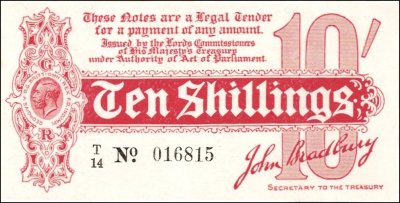 These Notes are a Legal Tender
for a payment of any amount.
Issued by the Lords Commissioners
of His Majesty's Treasury
under Authority of Act of Parliament.
10/
G
R
Ten Shillings
T/14 No. 016815
John Bradbury
10/
SECRETARY TO THE TREASURY